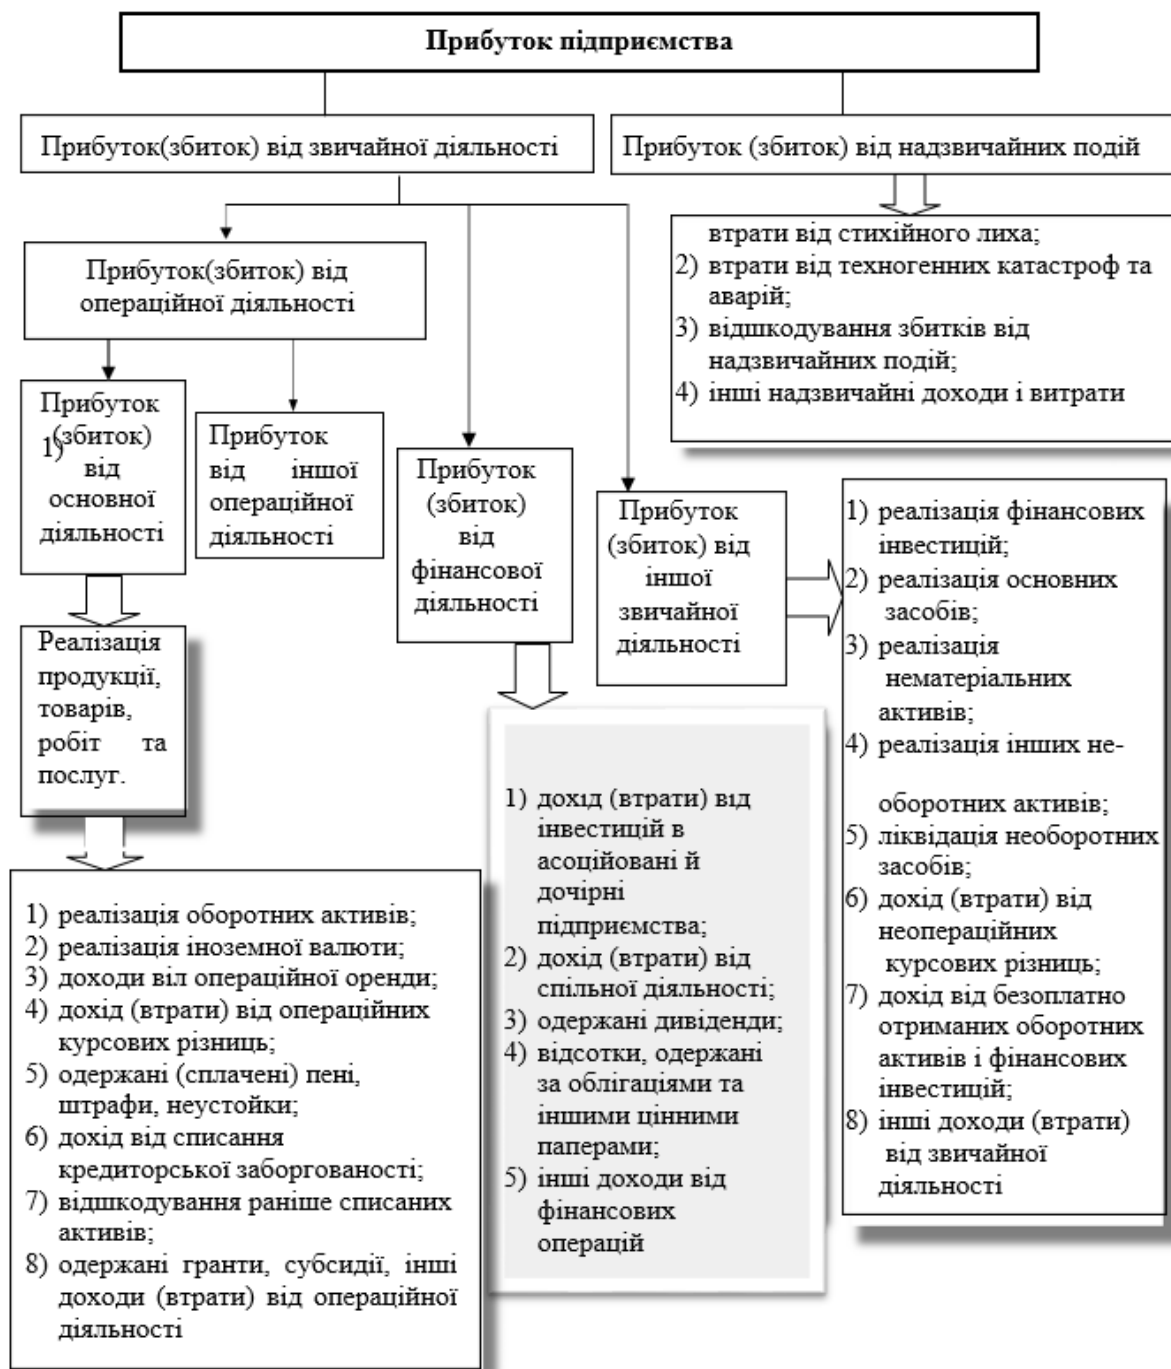 Прибуток підприємства
Прибуток(збиток) від звичайної діяльності
Прибуток (збиток) від надзвичайних подій
втрати від стихійного лиха;
2) втрати від техногенних катастроф та
аварій;
3) відшкодування збитків від
надзвичайних подій;
4) інші надзвичайні доходи і витрати
Прибуток(збиток) від
операційної діяльності
Прибуток
(збиток)
1)
від
основної
діяльності
Прибуток
від іншої
операційної
діяльності
Прибуток
(збиток)
від
фінансової
діяльності
Прибуток
(збиток) від
іншої
звичайної
діяльності
1) реалізація фінансових
інвестицій;
2) реалізація основних
засобів;
3) реалізація
нематеріальних
активів;
4) реалізація інших не-
оборотних активів;
5) ліквідація необоротних
засобів;
6) дохід (втрати) від
неопераційних
курсових різниць;
7) дохід від безоплатно
отриманих оборотних
активів і фінансових
інвестицій;
8) інші доходи (втрати)
від звичайної
діяльності
Реалізація
продукції,
товарів,
робіт та
послуг.
1) дохід (втрати) від
інвестицій в
асоційовані й
дочірні
підприємства;
2) дохід (втрати) від
спільної діяльності;
3) одержані дивіденди;
4) відсотки, одержані
за облігаціями та
іншими цінними
паперами;
5) інші доходи від
фінансових
операцій
1) реалізація оборотних активів;
2) реалізація іноземної валюти;
3) доходи віл операційної оренди;
4) дохід (втрати) від операційних
курсових різниць;
5) одержані (сплачені) пені,
штрафи, неустойки;
6) дохід від списання
кредиторської заборгованості;
7) відшкодування раніше списаних
активів;
8) одержані гранти, субсидії, інші
доходи (втрати) від операційної
діяльності